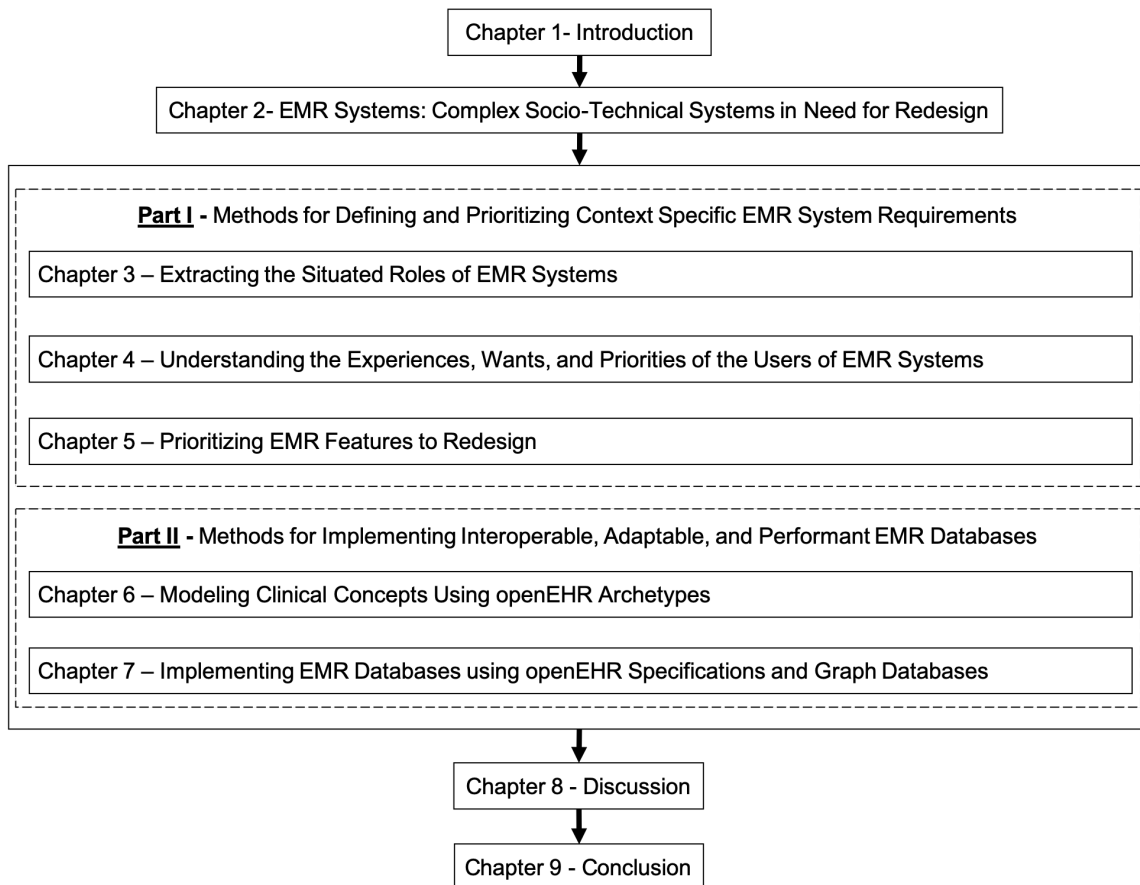 Chapter 1- Introduction
Chapter 2- EMR Systems: Complex Socio-Technical Systems in Need for Redesign
Part I - Methods for Defining and Prioritizing Context Specific EMR System Requirements
Chapter 3 – Extracting the Situated Roles of EMR Systems
Chapter 4 – Understanding the Experiences, Wants, and Priorities of the Users of EMR Systems
Chapter 5 – Prioritizing EMR Features to Redesign
Part II - Methods for Implementing Interoperable, Adaptable, and Performant EMR Databases
Chapter 6 – Modeling Clinical Concepts Using openEHR Archetypes
Chapter 7 – Implementing EMR Databases using openEHR Specifications and Graph Databases
Chapter 8 - Discussion
Chapter 9 - Conclusion